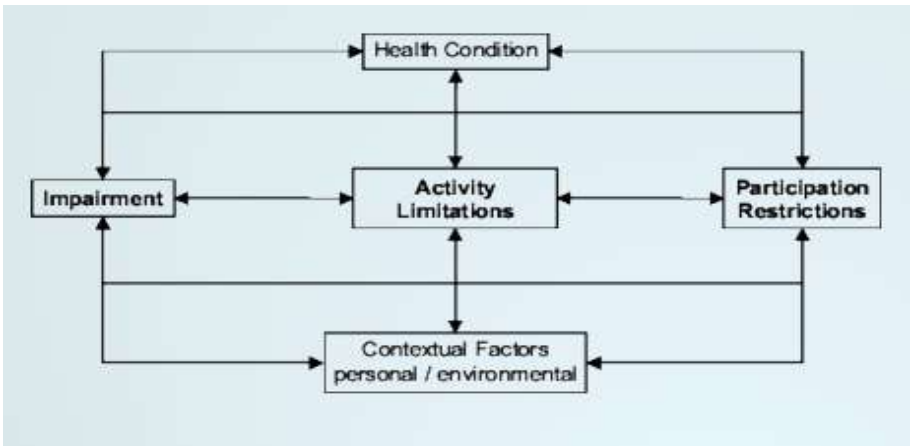 Health Condition
Impairment
Activity
Limitations
Participation
Restrictions
Contextual Factors
personal / environmental